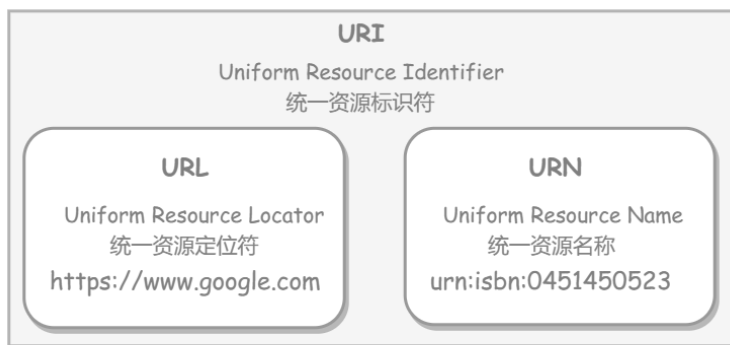 URI
Uniform Resource Identifier
统一资源标识符
URL
Uniform Resource Locator
统一资源定位符
https://www.google.com
URN
Uniform Resource Name
统一资源名称
urn:isbn:0451450523